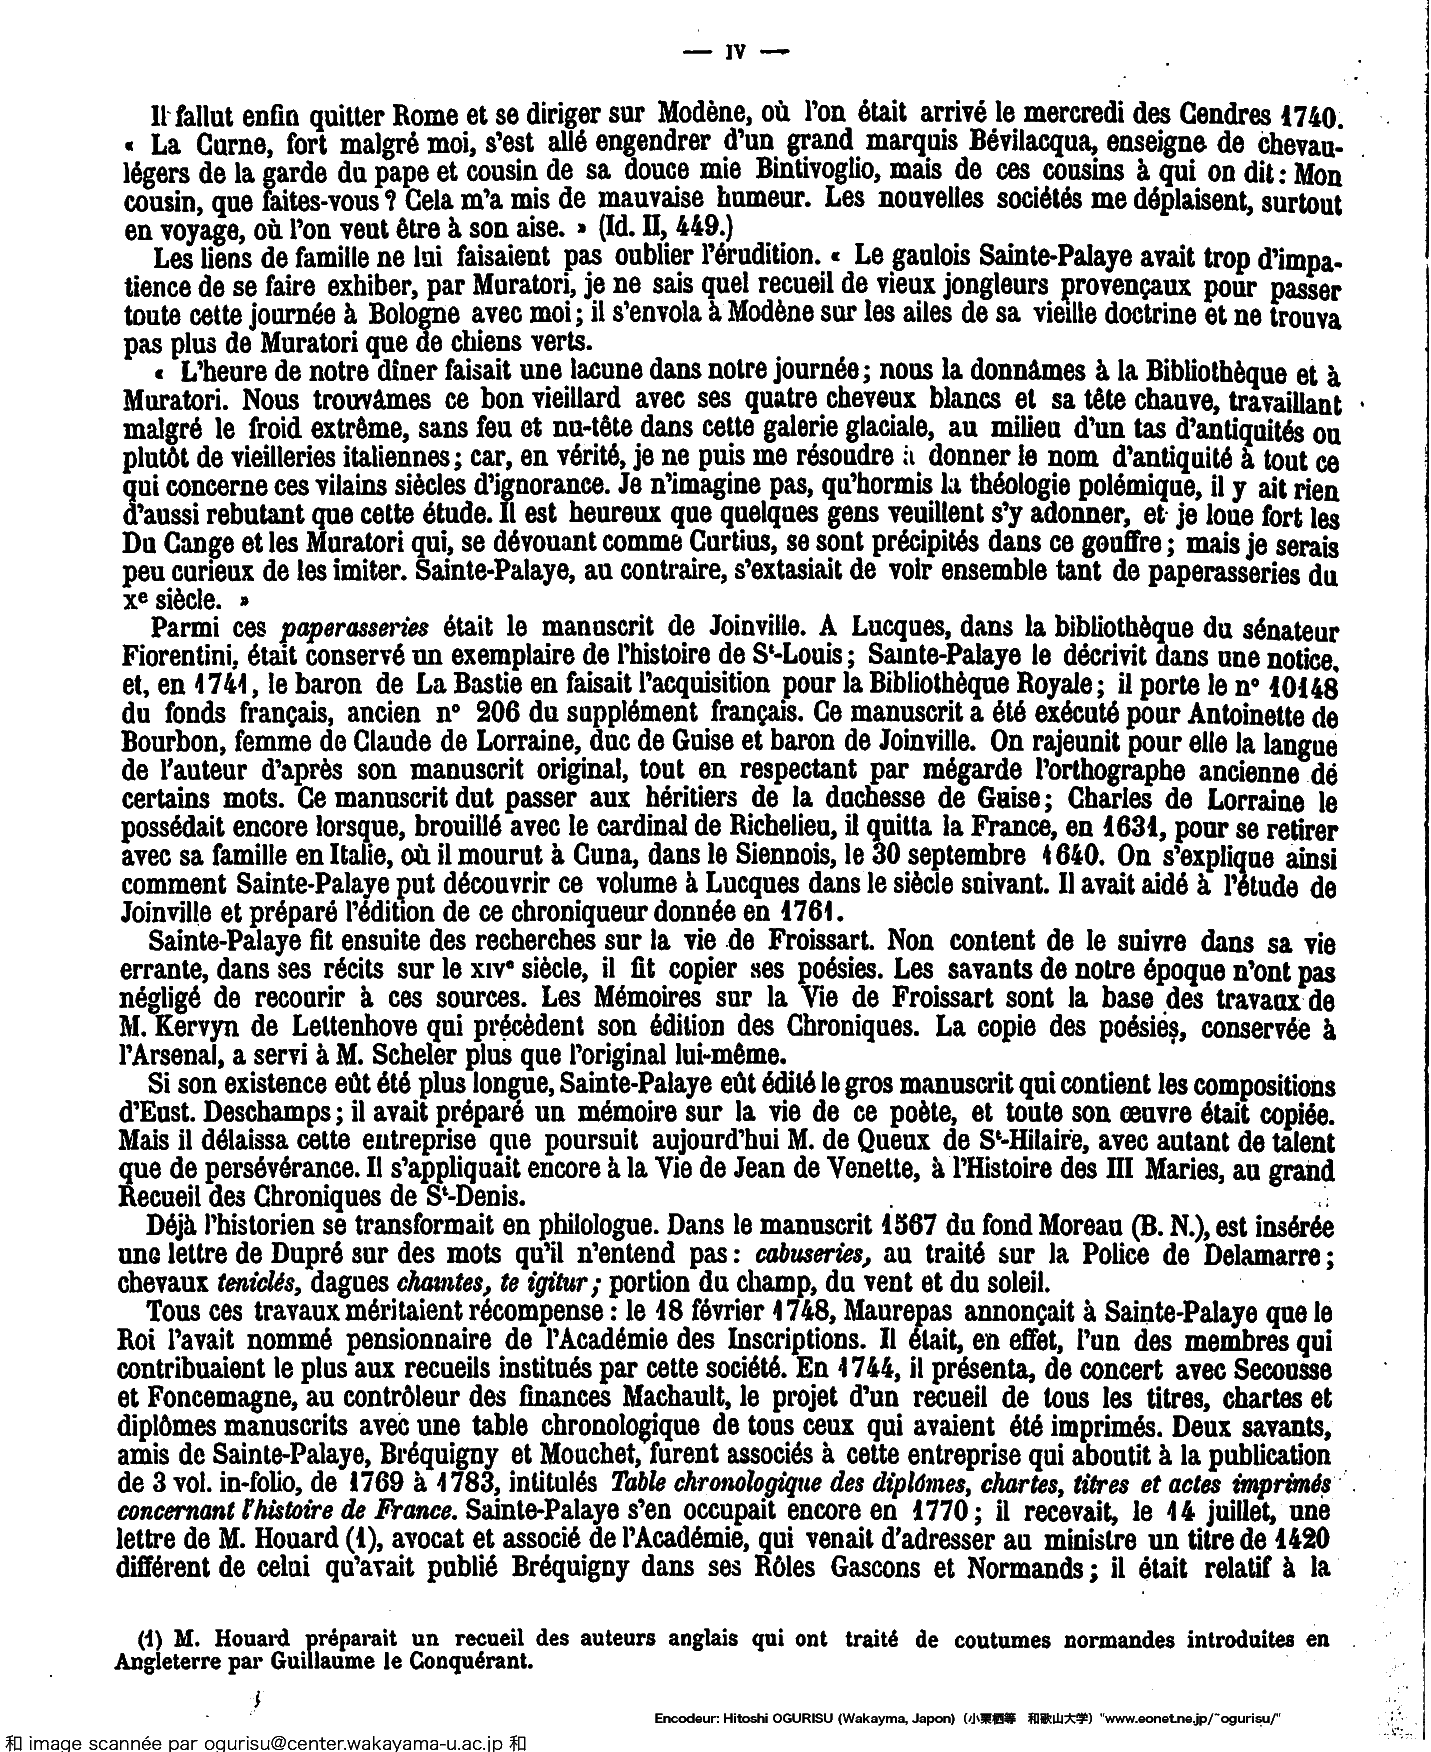 — IV —
Il fallut enfin quitter Rome et se diriger sur Modène, où l'on était arrivé le mercredi des Cendres 1740.
« La Curne, fort malgré moi, s'est allé engendrer d'un grand marquis Bévilacqua, enseigne de chevau-
légers de la garde du pape et cousin de sa douce mie Bintivoglio, mais de ces cousins à qui on dit : Mon
cousin, que faites-vous ? Cela m'a mis de mauvaise humeur. Les nouvelles sociétés me déplaisent, surtout
en voyage, où l'on veut être à son aise. » (Id. II, 449.)
Les liens de famille ne lui faisaient pas oublier l'érudition. « Le gaulois Sainte-Palaye avait trop d'impa-
tience de se faire exhiber, par Muratori, je ne sais quel recueil de vieux jongleurs provençaux pour passer
toute cette journée à Bologne avec moi ; il s'envola à Modène sur les ailes de sa vieille doctrine et ne trouva
pas plus de Muratori que de chiens verts.
« L'heure de notre dîner faisait une lacune dans notre journée ; nous la donnâmes à la Bibliothèque et à
Muratori. Nous trouvâmes ce bon vieillard avec ses quatre cheveux blancs et sa tête chauve, travaillant
malgré le froid extrême, sans feu et nu-tête dans cette galerie glaciale, au milieu d'un tas d'antiquités ou
plutôt de vieilleries italiennes ; car, en vérité, je ne puis me résoudre à donner le nom d'antiquité à tout ce
qui concerne ces vilains siècles d'ignorance. Je n'imagine pas, qu'hormis la théologie polémique, il y ait rien
d'aussi rebutant que cette étude. Il est heureux que quelques gens veuillent s'y adonner, et je loue fort les
Du Cange et les Muratori qui, se dévouant comme Curtius, se sont précipités dans ce gouffre ; mais je serais
peu curieux de les imiter. Sainte-Palaye, au contraire, s'extasiait de voir ensemble tant de paperasseries du
Xe siècle. »
Parmi ces paperasseries était le manuscrit de Joinville. A Lucques, dans la bibliothèque du sénateur
Fiorentini, était conservé un exemplaire de l'histoire de St-Louis ; Sainte-Palaye le décrivit dans une notice,
et, en 1741, le baron de La Bastie en faisait l'acquisition pour la Bibliothèque Royale ; il porte le n° 10148
du fonds français, ancien n° 206 du supplément français. Ce manuscrit a été exécuté pour Antoinette de
Bourbon, femme de Claude de Lorraine, duc de Guise et baron de Joinville. On rajeunit pour elle la langue
de l'auteur d'après son manuscrit original, tout en respectant par mégarde l'orthographe ancienne de
certains mots. Ce manuscrit dut passer aux héritiers de la duchesse de Guise ; Charles de Lorraine le
possédait encore lorsque, brouillé avec le cardinal de Richelieu, il quitta la France, en 1631, pour se retirer
avec sa famille en Italie, où il mourut à Cuna, dans le Siennois, le 30 septembre 1640. On s'explique ainsi
comment Sainte-Palaye put découvrir ce volume à Lucques dans le siècle suivant. Il avait aidé à l'étude de
Joinville et préparé l'édition de ce chroniqueur donnée en 1761.
Sainte-Palaye fit ensuite des recherches sur la vie de Froissart. Non content de le suivre dans sa vie
errante, dans ses récits sur le XIVe siècle, il fit copier ses poésies. Les savants de notre époque n'ont pas
négligé de recourir à ces sources. Les Mémoires sur la Vie de Froissart sont la base des travaux de
M. Kervyn de Lettenhove qui précèdent son édition des Chroniques. La copie des poésies, conservée à
l'Arsenal, a servi à M. Scheler plus que l'original lui-même.
Si son existence eût été plus longue, Sainte-Palaye eût édité le gros manuscrit qui contient les compositions
d'Eust. Deschamps ; il avait préparé un mémoire sur la vie de ce poète, et toute son œuvre était copiée.
Mais il délaissa cette entreprise que poursuit aujourd'hui M. de Queux de St-Hilaire, avec autant de talent
que de persévérance. Il s'appliquait encore à la Vie de Jean de Venette, à l'Histoire des III Maries, au grand
Recueil des Chroniques de St-Denis.
Déjà l'historien se transformait en philologue. Dans le manuscrit 1567 du fond Moreau (B. N.), est insérée
une lettre de Dupré sur des mots qu'il n'entend pas : cabuseries, au traité sur la Police de Delamarre ;
chevaux teniclés, dagues chamtes, te igitur ; portion du champ, du vent et du soleil.
Tous ces travaux méritaient récompense : le 18 février 1748, Maurepas annonçait à Sainte-Palaye que le
Roi l'avait nommé pensionnaire de l'Académie des Inscriptions. Il était, en effet, l'un des membres qui
contribuaient le plus aux recueils institués par cette société. En 1744, il présenta, de concert avec Secousse
et Foncemagne, au contrôleur des finances Machault, le projet d'un recueil de tous les titres, chartes et
diplômes manuscrits avec une table chronologique de tous ceux qui avaient été imprimés. Deux savants,
amis de Sainte-Palaye, Bréquigny et Mouchet, furent associés à cette entreprise qui aboutit à la publication
de 3 vol. in-folio, de 1769 à 1783, intitulés Table chronologique des diplômes, chartes, titres et actes imprimés
concernant l'histoire de France. Sainte-Palaye s'en occupait encore en 1770 ; il recevait, le 14 juillet, une
lettre de M. Houard (1), avocat et associé de l'Académie, qui venait d'adresser au ministre un titre de 1420
différent de celui qu'avait publié Bréquigny dans ses Rôles Gascons et Normands ; il était relatif à la
(1) M. Houard préparait un recueil des auteurs anglais qui ont traité de coutumes normandes introduites en
Angleterre par Guillaume le Conquérant.
Encodeur: Hitoshi OGURISU (Wakayma, Japon) (小栗栖等 和歌山大学) "www.eonet.ne.jp/~ogurisu/"
和 image scannée par ogurisu@center.wakayama-u.ac.jp 和